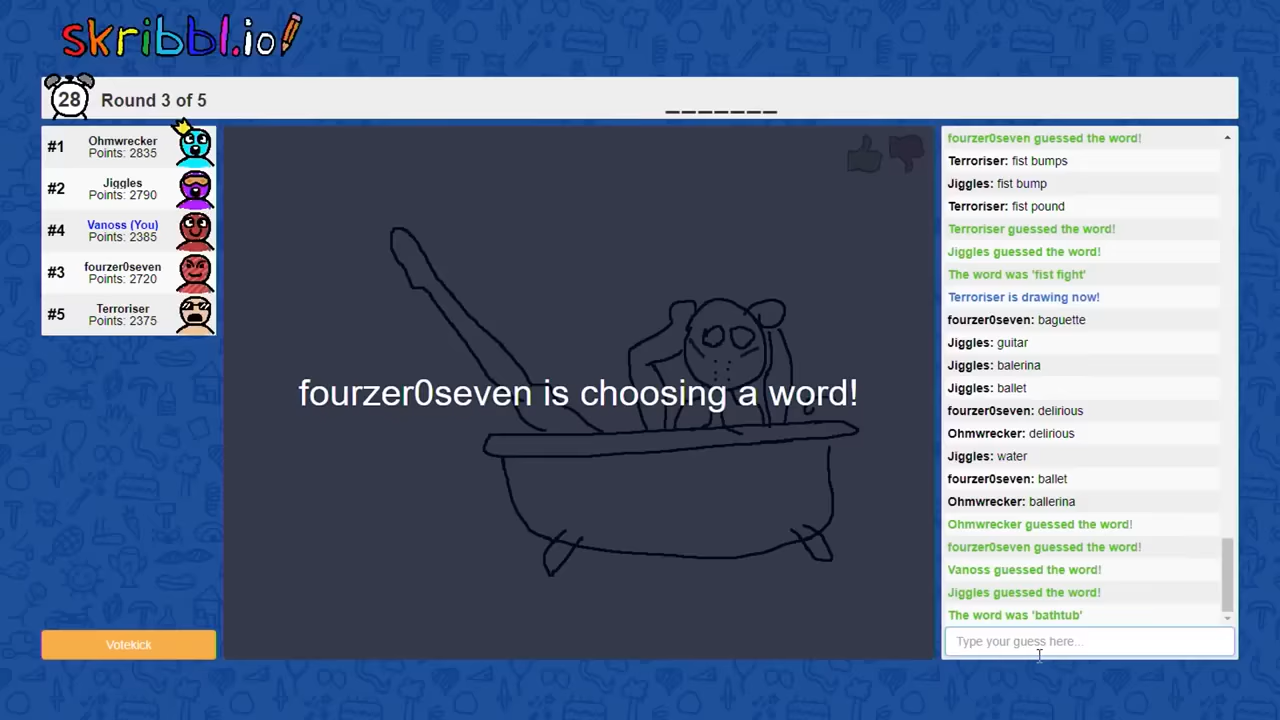 skribbl.io
28
Round 3 of 5
_______
#1
Ohmwrecker
Points: 2835
#2
Jiggles
Points: 2790
#4
Vanoss (You)
Points: 2385
#3
fourzer0seven
Points: 2720
#5
Terroriser
Points: 2375
Votekick
fourzer0seven is choosing a word!
fourzer0seven guessed the word!
Terroriser: fist bumps
Jiggles: fist bump
Terroriser: fist pound
Terroriser guessed the word!
Jiggles guessed the word!
The word was 'fist fight'
Terroriser is drawing now!
fourzer0seven: baguette
Jiggles: guitar
Jiggles: balerina
Jiggles: ballet
fourzer0seven: delirious
Ohmwrecker: delirious
Jiggles: water
fourzer0seven: ballet
Ohmwrecker: ballerina
Ohmwrecker guessed the word!
fourzer0seven guessed the word!
Vanoss guessed the word!
Jiggles guessed the word!
The word was 'bathtub'
Type your guess here...